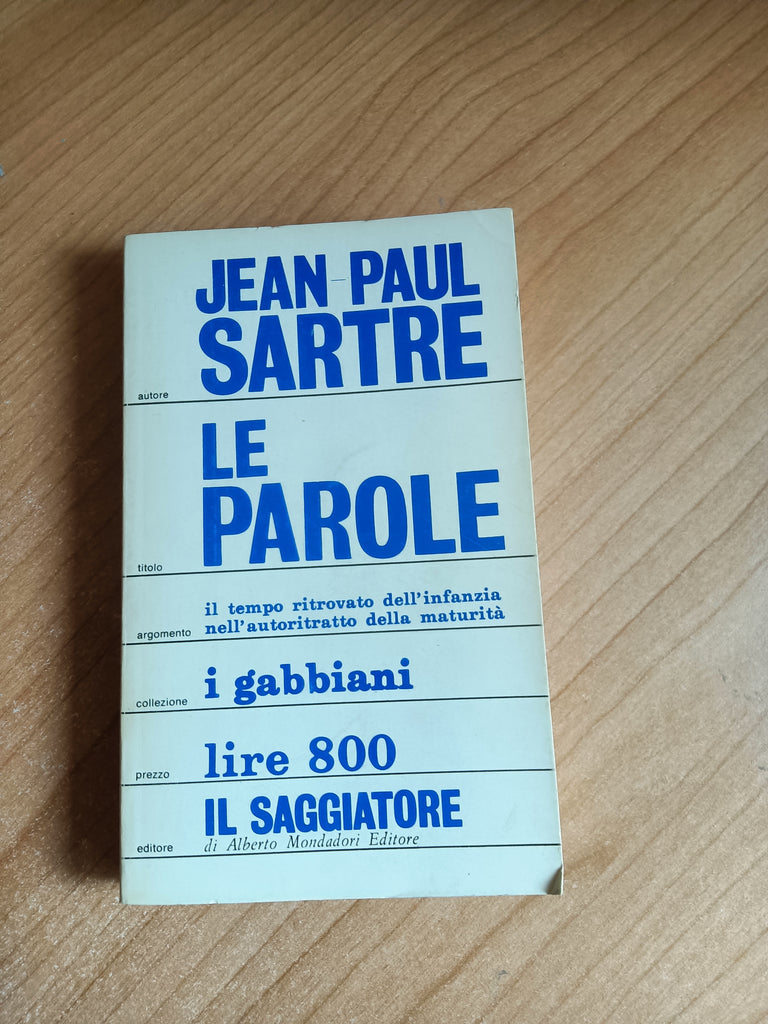 JEAN-PAUL
SARTRE
autore
LE
PAROLE
titolo
il tempo ritrovato dell'infanzia
nell'autoritratto della maturità
argomento
i gabbiani
collezione
lire 800
prezzo
IL SAGGIATORE
di Alberto Mondadori Editore
editore